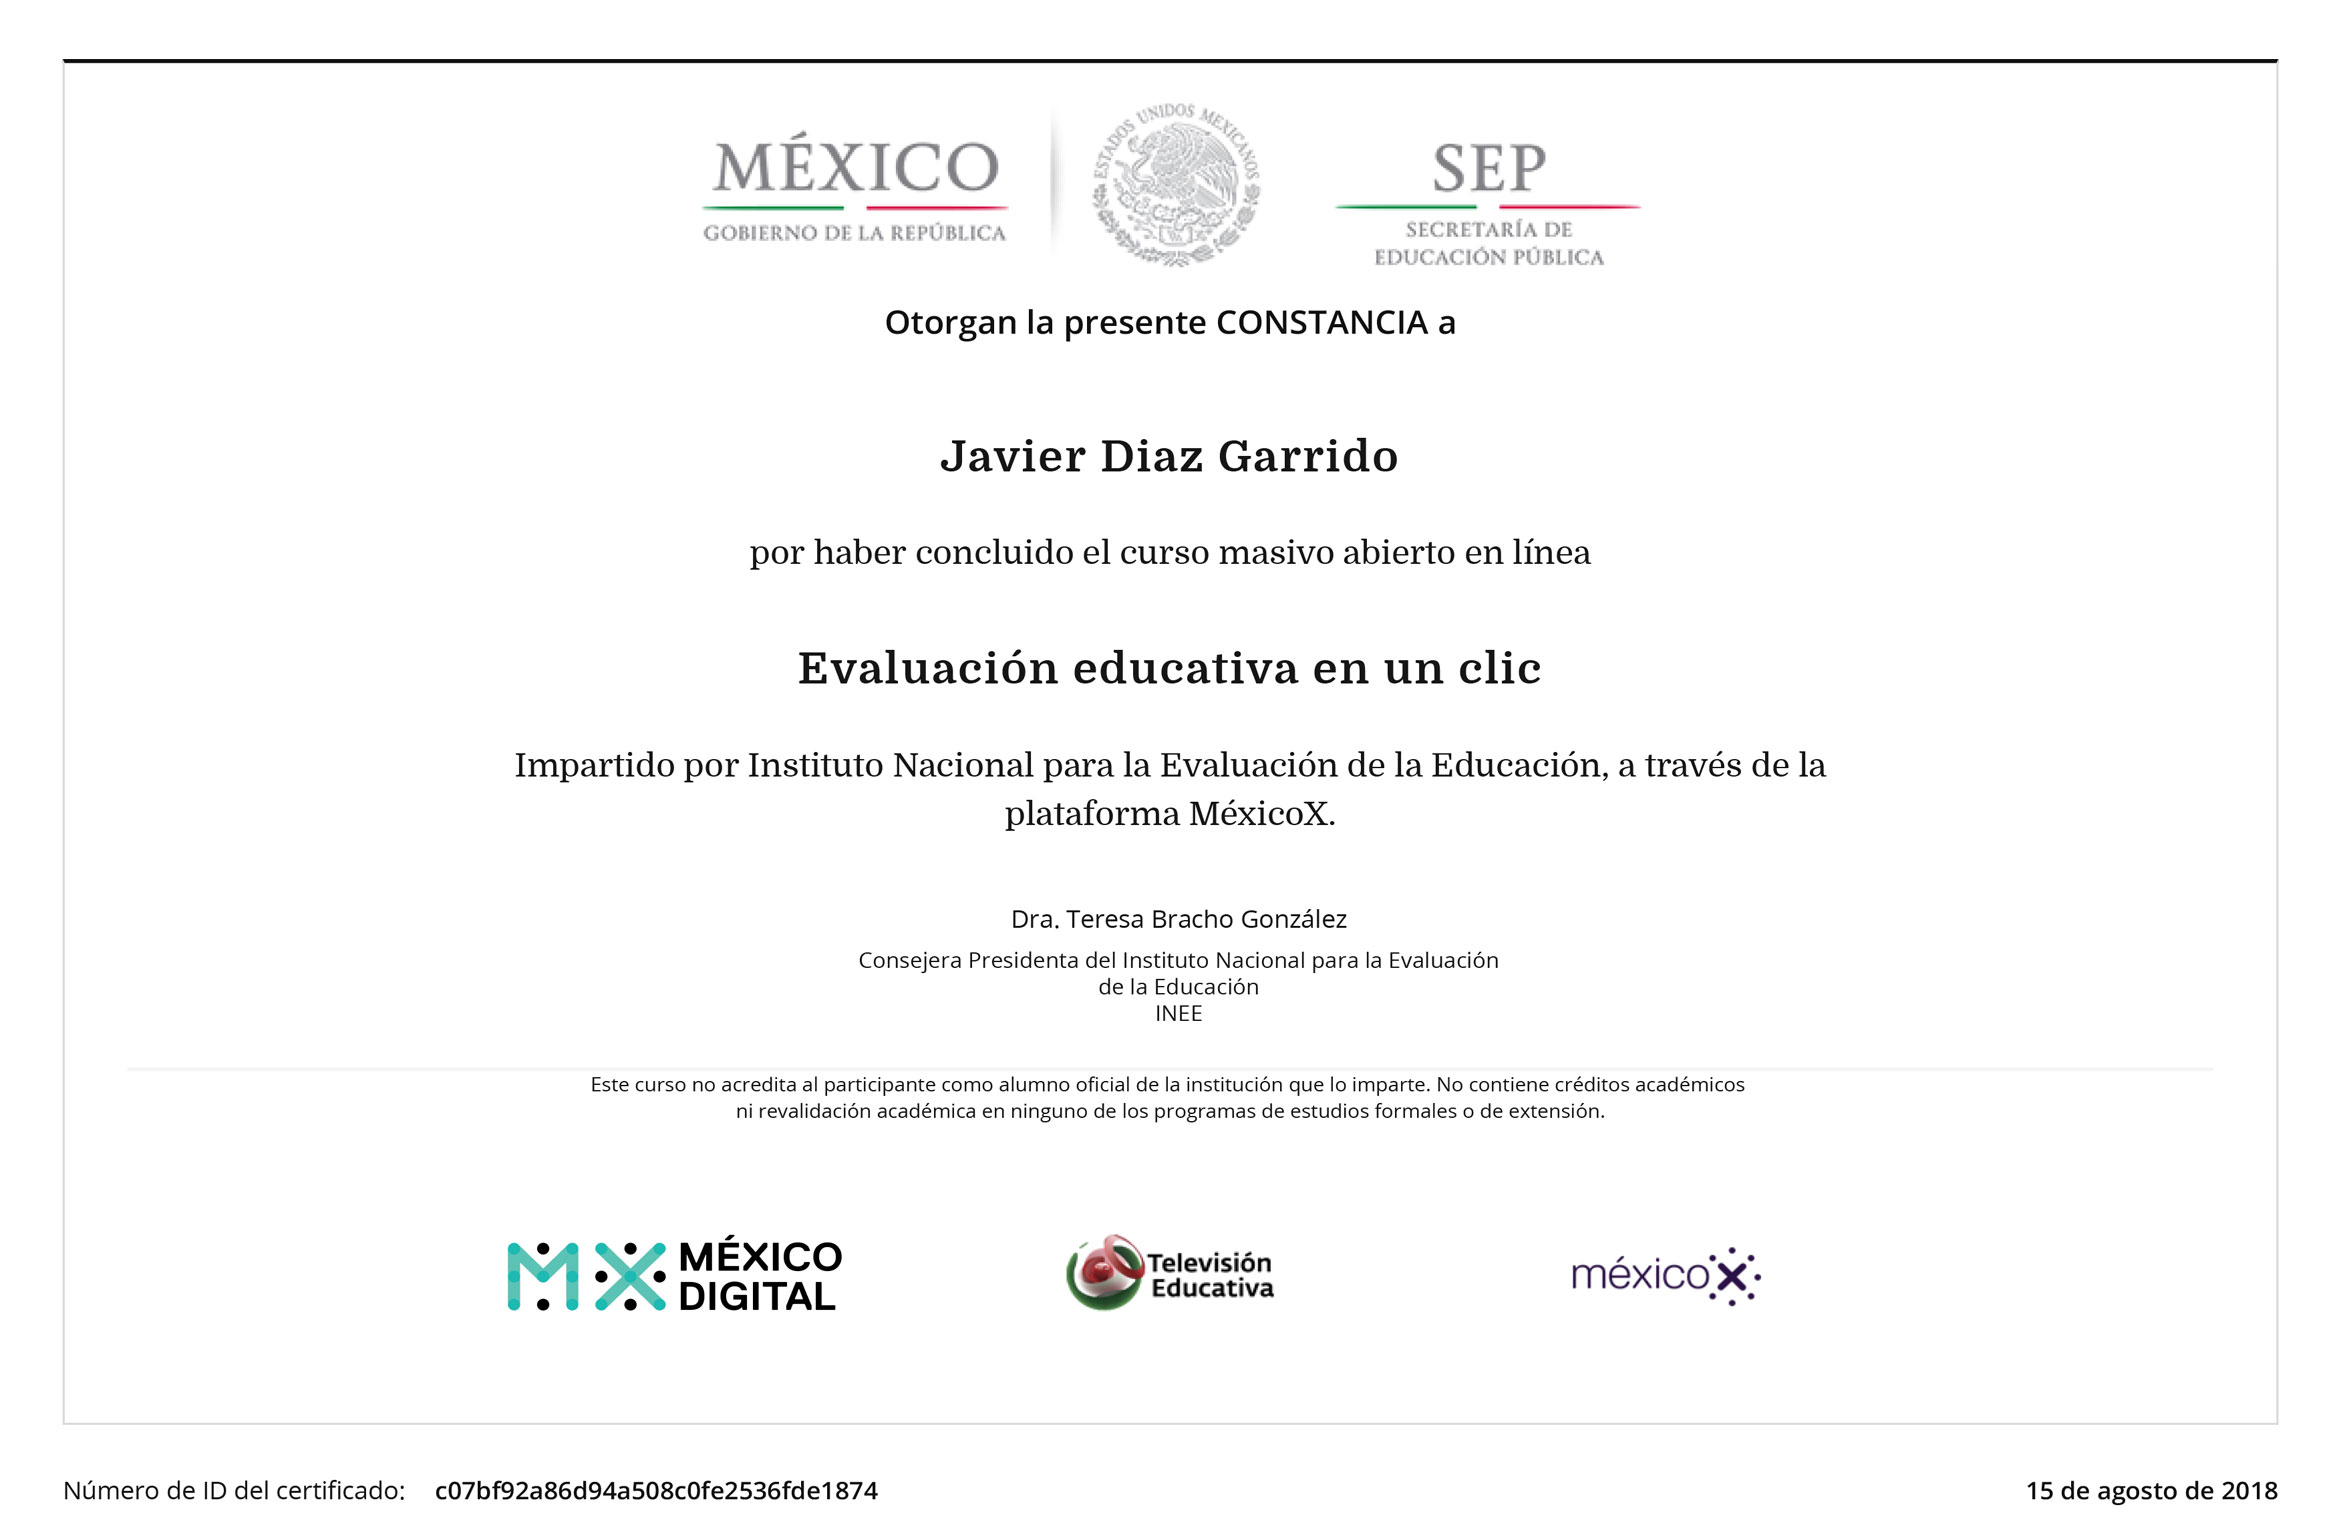 MÉXICO
GOBIERNO DE LA REPÚBLICA
ESTADOS UNIDOS MEXICANOS
SEP
SECRETARÍA DE
EDUCACIÓN PÚBLICA
Otorgan la presente CONSTANCIA a
Javier Diaz Garrido
por haber concluido el curso masivo abierto en línea
Evaluación educativa en un clic
Impartido por Instituto Nacional para la Evaluación de la Educación, a través de la
plataforma MéxicoX.
Dra. Teresa Bracho González
Consejera Presidenta del Instituto Nacional para la Evaluación
de la Educación
INEE
Este curso no acredita al participante como alumno oficial de la institución que lo imparte. No contiene créditos académicos
ni revalidación académica en ninguno de los programas de estudios formales o de extensión.
MX MÉXICO
DIGITAL
Televisión
Educativa
méxicoX
Número de ID del certificado: c07bf92a86d94a508c0fe2536fde1874
15 de agosto de 2018